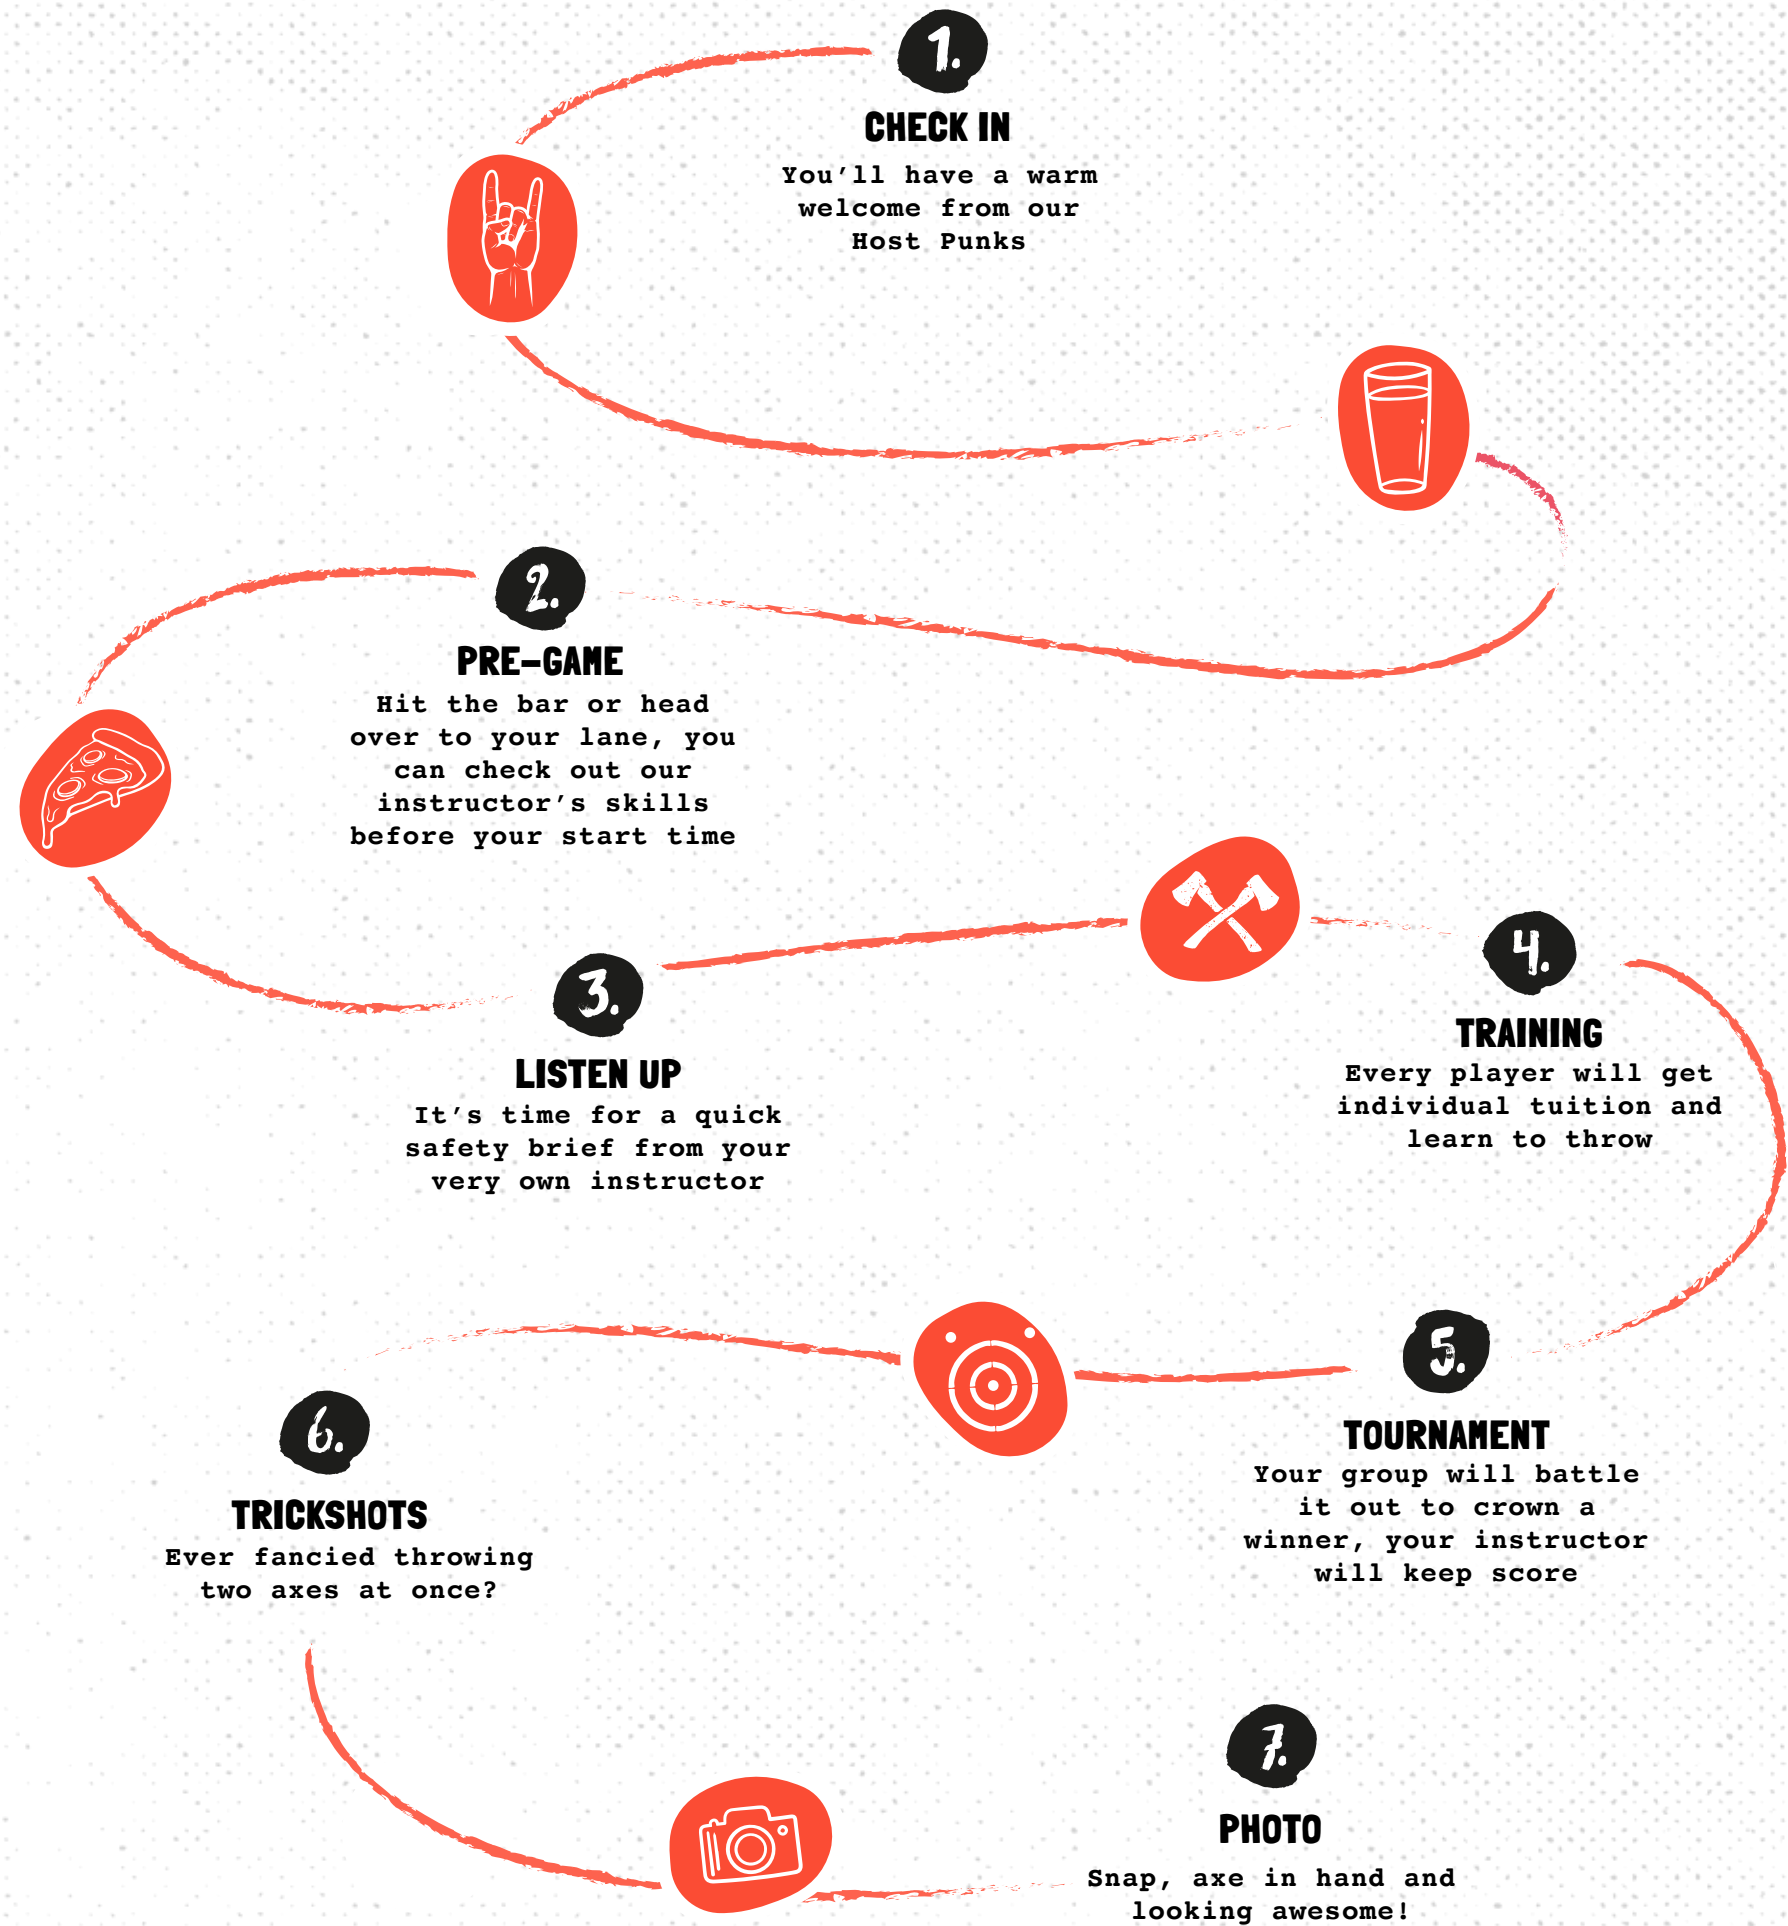 1.
CHECK IN
You’ll have a warm
welcome from our
Host Punks
2.
PRE-GAME
Hit the bar or head
over to your lane, you
can check out our
instructor’s skills
before your start time
3.
LISTEN UP
It’s time for a quick
safety brief from your
very own instructor
4.
TRAINING
Every player will get
individual tuition and
learn to throw
5.
TOURNAMENT
Your group will battle
it out to crown a
winner, your instructor
will keep score
6.
TRICKSHOTS
Ever fancied throwing
two axes at once?
7.
PHOTO
Snap, axe in hand and
looking awesome!